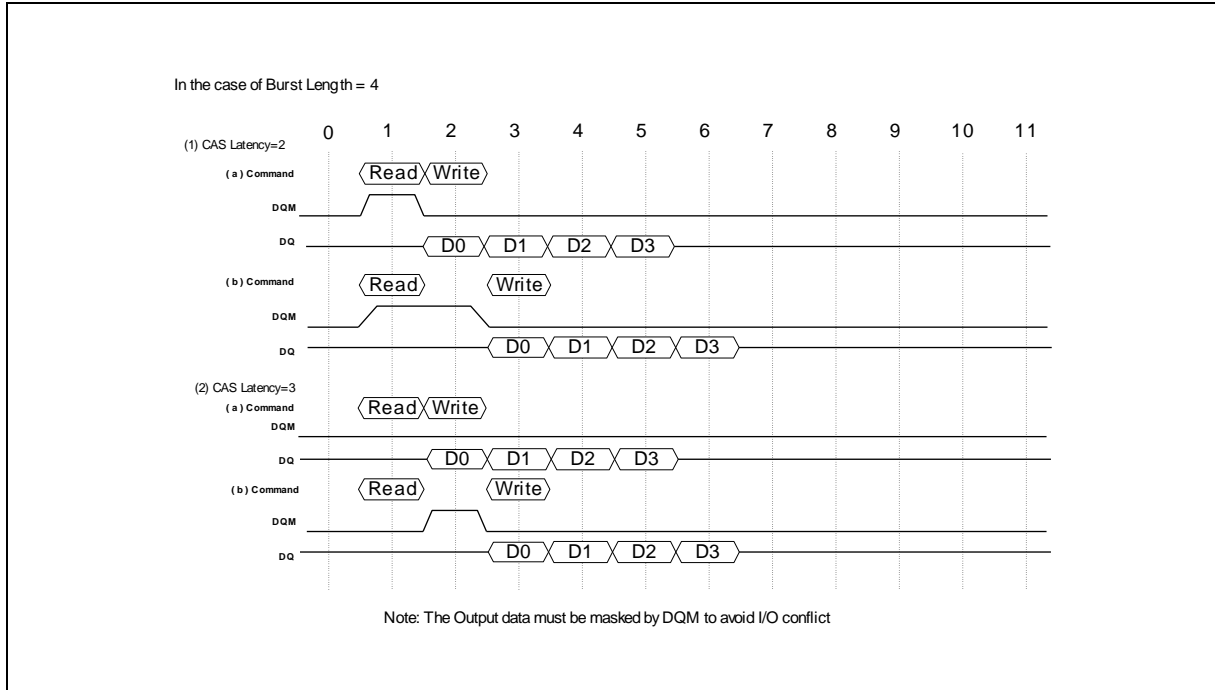 In the case of Burst Length = 4
0 1 2 3 4 5 6 7 8 9 10 11
(1) CAS Latency=2
( a ) Command Read Write
DQM
DQ D0 D1 D2 D3
( b ) Command Read Write
DQM
DQ D0 D1 D2 D3
(2) CAS Latency=3
( a ) Command Read Write
DQM
DQ D0 D1 D2 D3
( b ) Command Read Write
DQM
DQ D0 D1 D2 D3
Note: The Output data must be masked by DQM to avoid I/O conflict